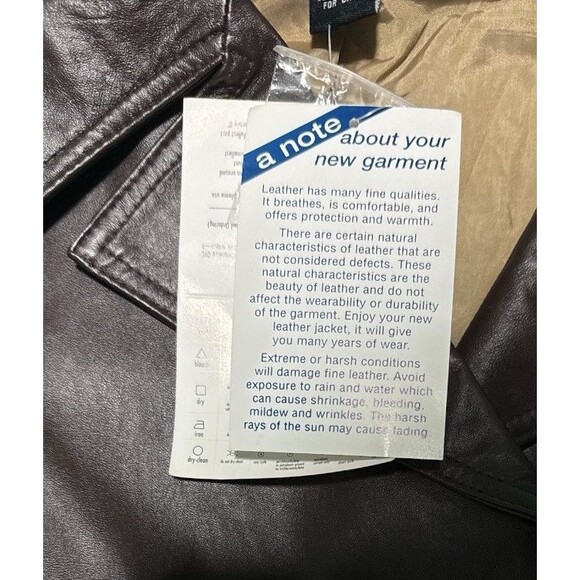 FOR
a note about your
new garment
Leather has many fine qualities.
It breathes, is comfortable, and
offers protection and warmth.
There are certain natural
characteristics of leather that are
not considered defects. These
natural characteristics are the
beauty of leather and do not
affect the wearability or durability
of the garment. Enjoy your new
leather jacket, it will give
you many years of wear.
Extreme or harsh conditions
will damage fine leather. Avoid
exposure to rain and water which
can cause shrinkage, bleeding,
mildew and wrinkles. The harsh
rays of the sun may cause fading.
dry
iron
dry-clean
do not dry-clean